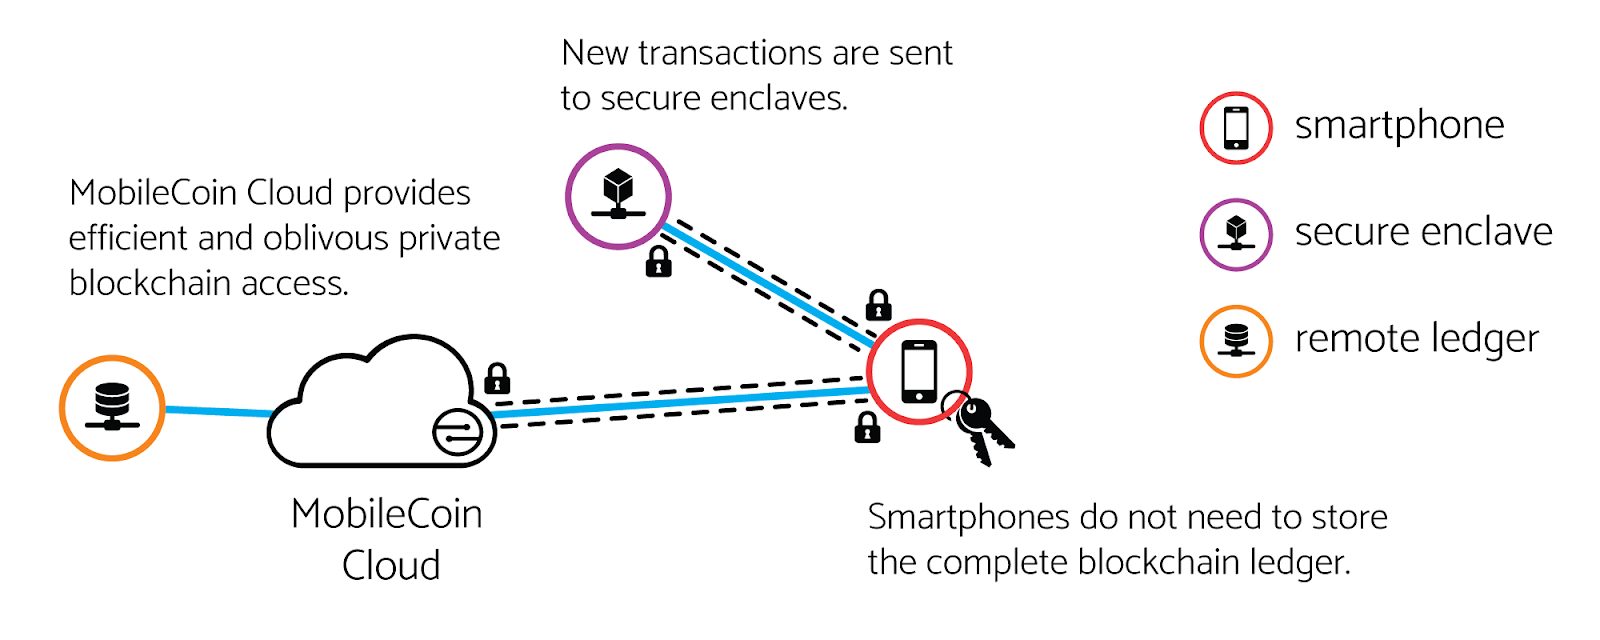 New transactions are sent
to secure enclaves.
MobileCoin Cloud provides
efficient and oblivous private
blockchain access.
MobileCoin
Cloud
Smartphones do not need to store
the complete blockchain ledger.
smartphone
secure enclave
remote ledger